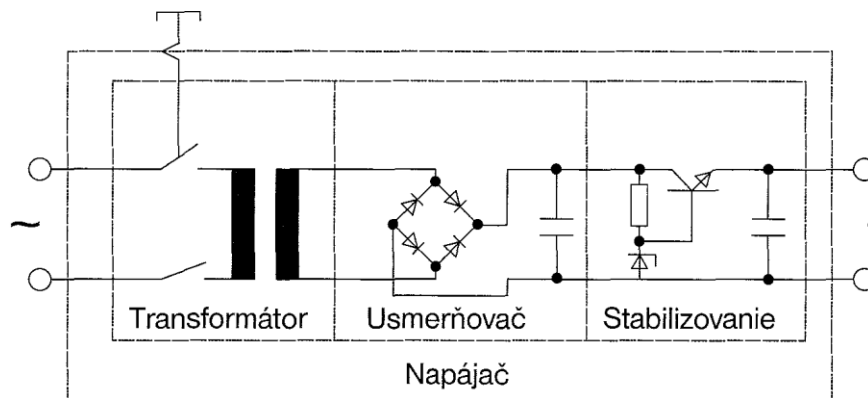 ~
Transformátor
Usmerňovač
Stabilizovanie
Napájač